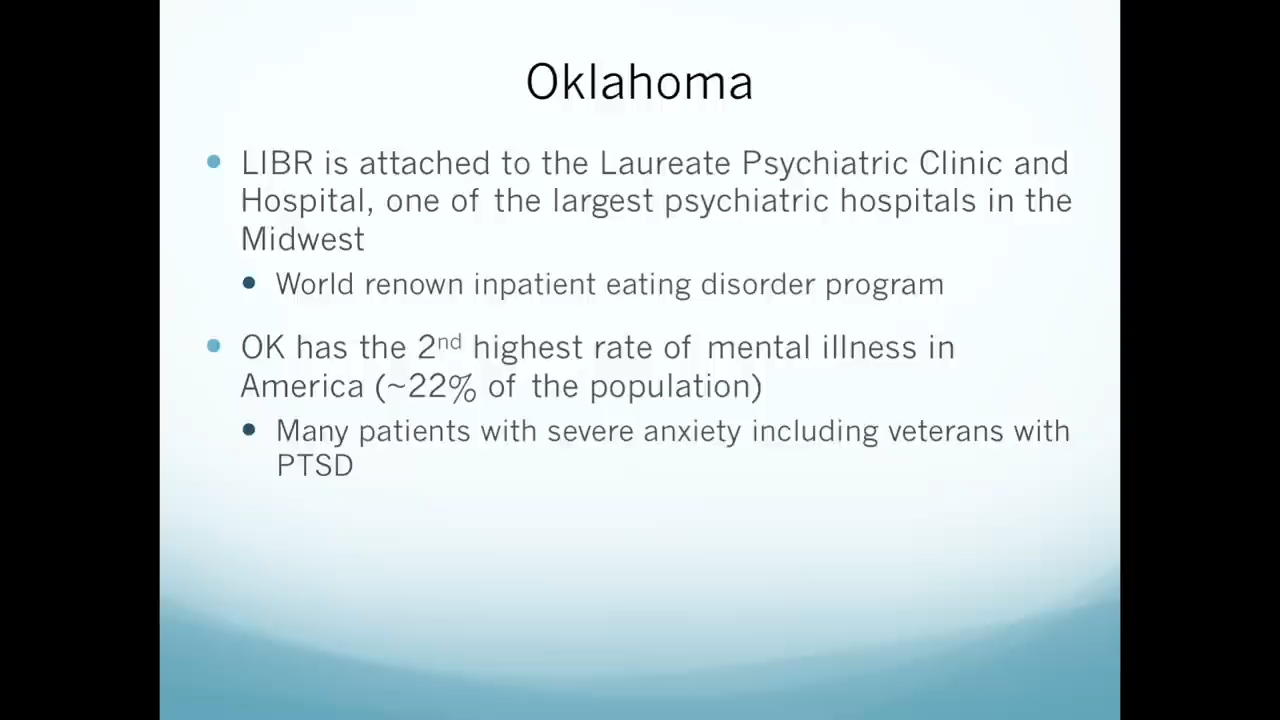 Oklahoma
• LIBR is attached to the Laureate Psychiatric Clinic and
Hospital, one of the largest psychiatric hospitals in the
Midwest
• World renown inpatient eating disorder program
• OK has the 2nd highest rate of mental illness in
America (~22% of the population)
• Many patients with severe anxiety including veterans with
PTSD